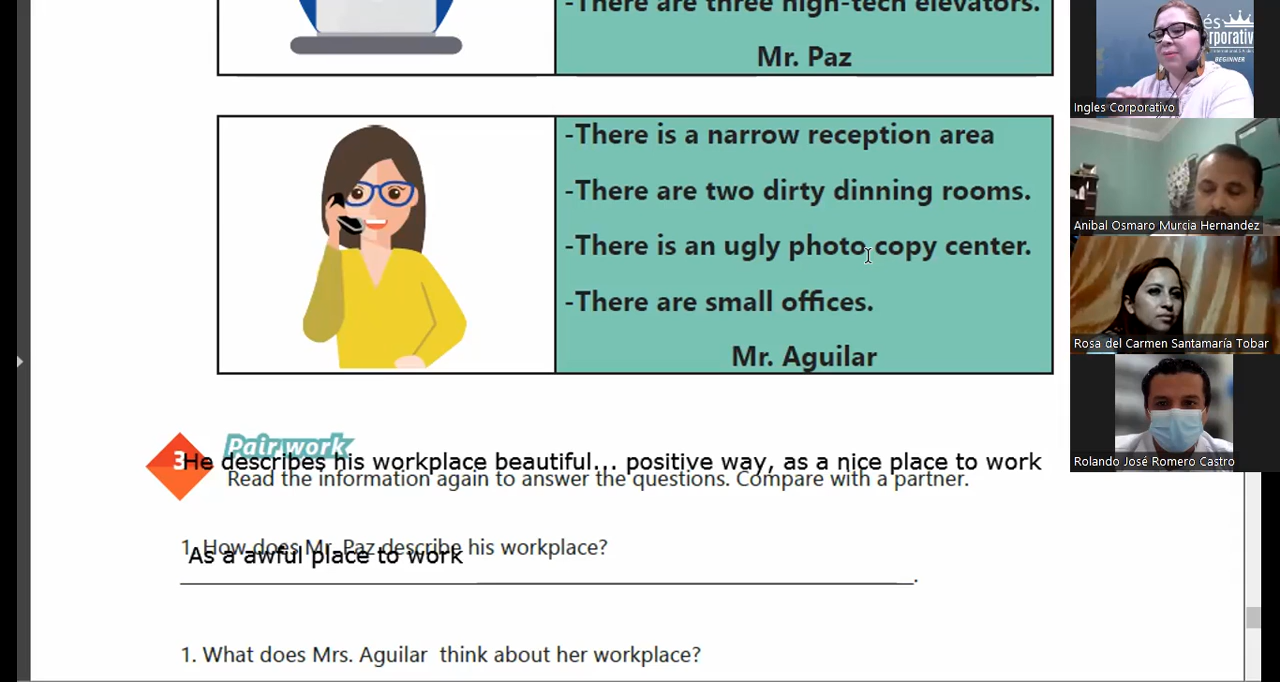 -There are three high-tech elevators.
Mr. Paz
-There is a narrow reception area
-There are two dirty dinning rooms.
-There is an ugly photo copy center.
-There are small offices.
Mr. Aguilar
3
Pair work
He describes his workplace beautiful... positive way, as a nice place to work
Read the information again to answer the questions. Compare with a partner.
1. How does Mr. Paz describe his workplace?
As a awful place to work
1. What does Mrs. Aguilar think about her workplace?
és
rporativ
BEGINNER
Ingles Corporativo
Anibal Osmaro Murcia Hernandez
Rosa del Carmen Santamaría Tobar
Rolando José Romero Castro